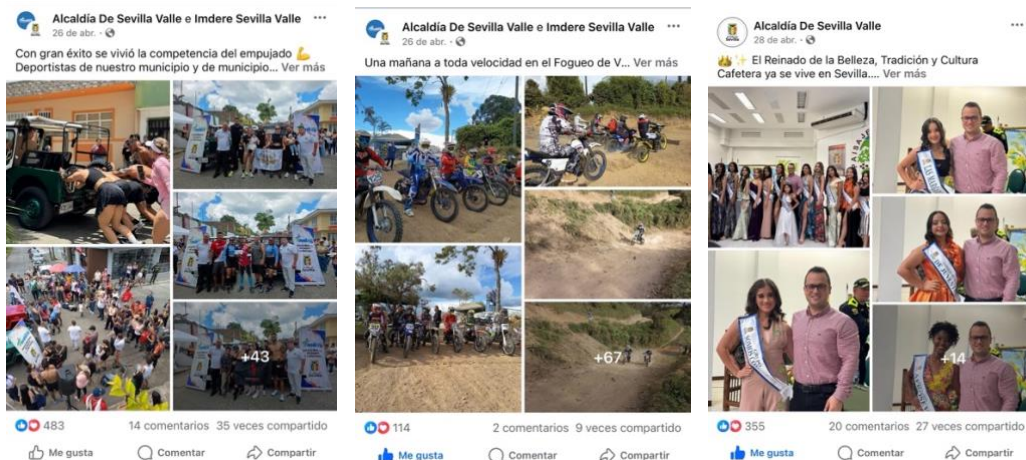 Alcaldía De Sevilla Valle e Imdere Sevilla Valle
26 de abr.
Con gran éxito se vivió la competencia del empujado
Deportistas de nuestro municipio y de municipio... Ver más
+43
483
14 comentarios 35 veces compartido
Me gusta
Comentar
Compartir
Alcaldía De Sevilla Valle e Imdere Sevilla Valle
26 de abr.
Una mañana a toda velocidad en el Fogueo de V... Ver más
+67
114
2 comentarios 9 veces compartido
Me gusta
Comentar
Compartir
Alcaldía De Sevilla Valle
28 de abr.
El Reinado de la Belleza, Tradición y Cultura
Cafetera ya se vive en Sevilla.... Ver más
+14
355
20 comentarios 27 veces compartido
Me gusta
Comentar
Compartir